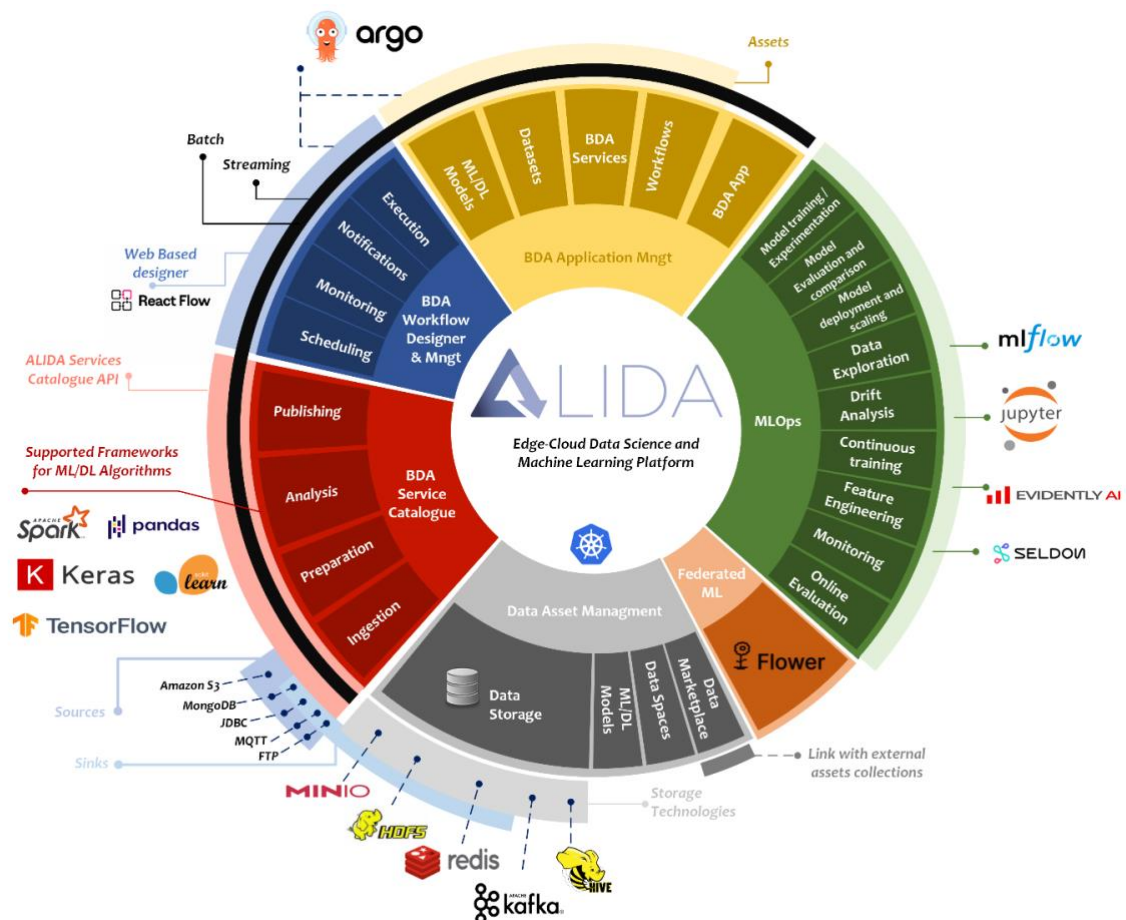 argo
Assets
Batch
Streaming
Web Based
designer
React Flow
ALIDA Services
Catalogue API
Supported Frameworks
for ML/DL Algorithms
APACHE
Spark
pandas
Keras
learn
TensorFlow
Sources
Sinks
Amazon S3
MongoDB
JDBC
MQTT
FTP
MINIO
HDFS
redis
APACHE
kafka
HIVE
Storage
Technologies
Link with external
assets collections
ML/DL
Models
Datasets
BDA
Services
Workflows
BDA App
BDA Application Mngt
Execution
Notifications
Monitoring
Scheduling
BDA
Workflow
Designer
& Mngt
Publishing
Analysis
Preparation
Ingestion
BDA
Service
Catalogue
ALIDA
Edge-Cloud Data Science and
Machine Learning Platform
MLOps
Model training /
Experimentation
Model
Evaluation and
comparison
Model
deployment and
scaling
Data
Exploration
Drift
Analysis
Continuous
training
Feature
Engineering
Monitoring
Online
Evaluation
mlflow
jupyter
EVIDENTLY AI
SELDON
Federated
ML
Flower
Data Asset Managment
Data
Storage
ML/DL
Models
Data Spaces
Data
Marketplace